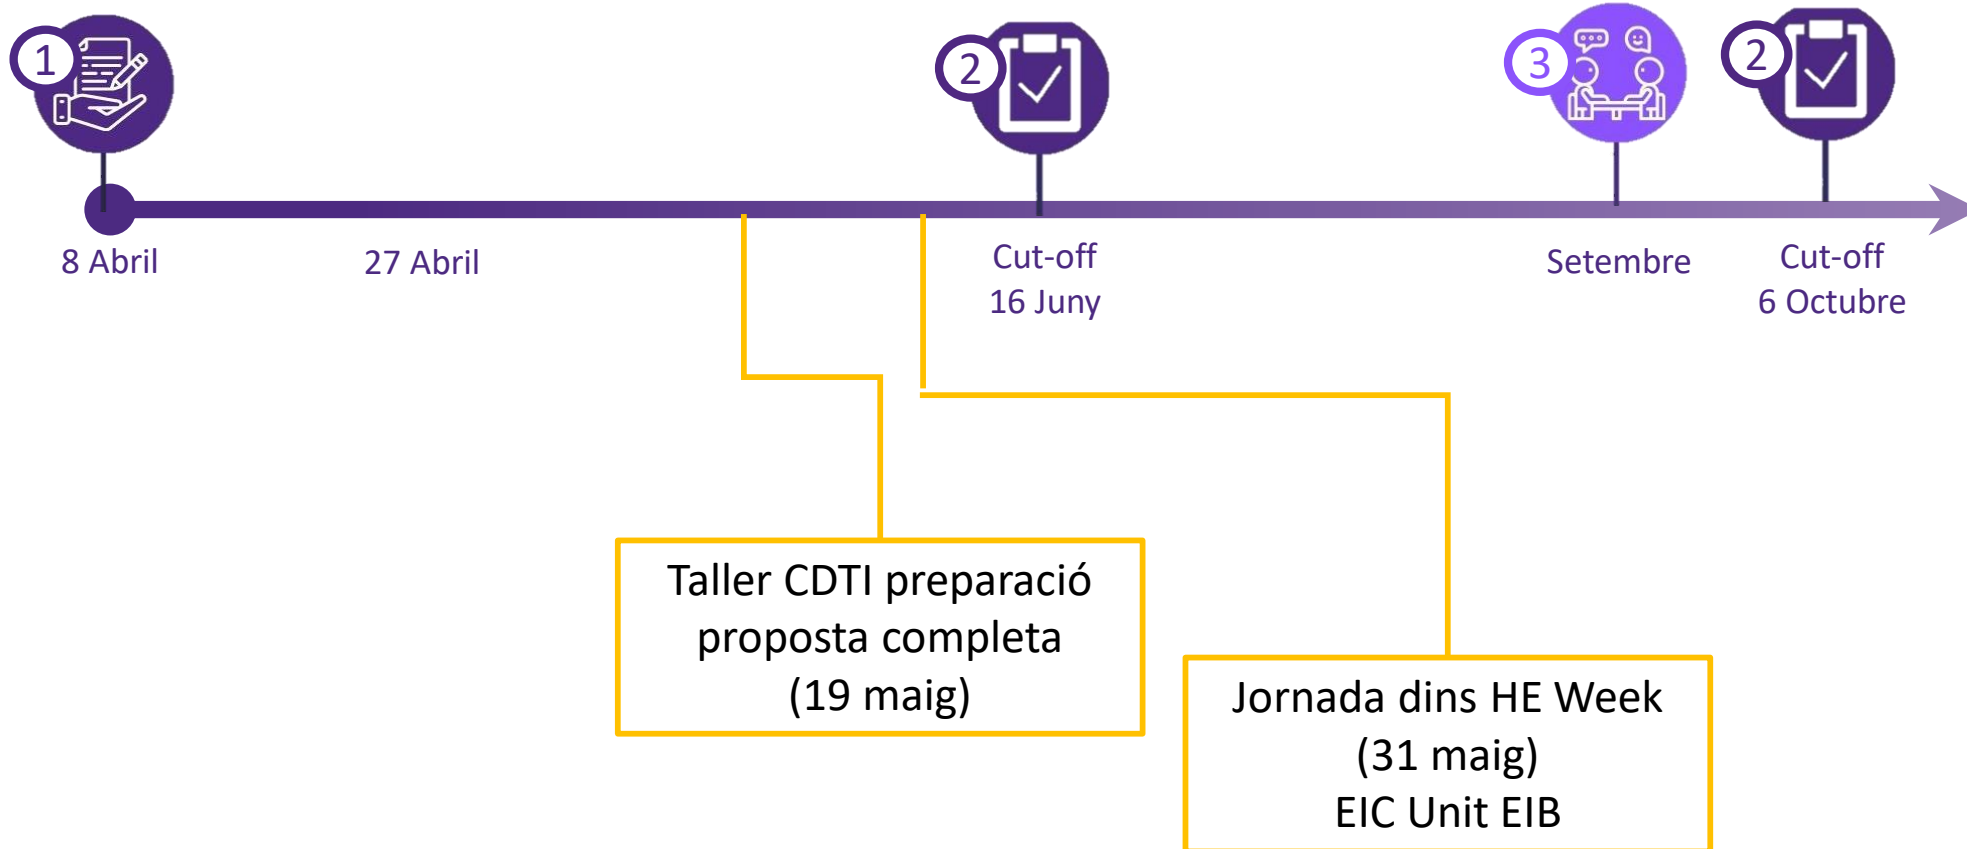 1
2
3
2
8 Abril
27 Abril
Cut-off
16 Juny
Setembre
Cut-off
6 Octubre
Taller CDTI preparació
proposta completa
(19 maig)
Jornada dins HE Week
(31 maig)
EIC Unit EIB